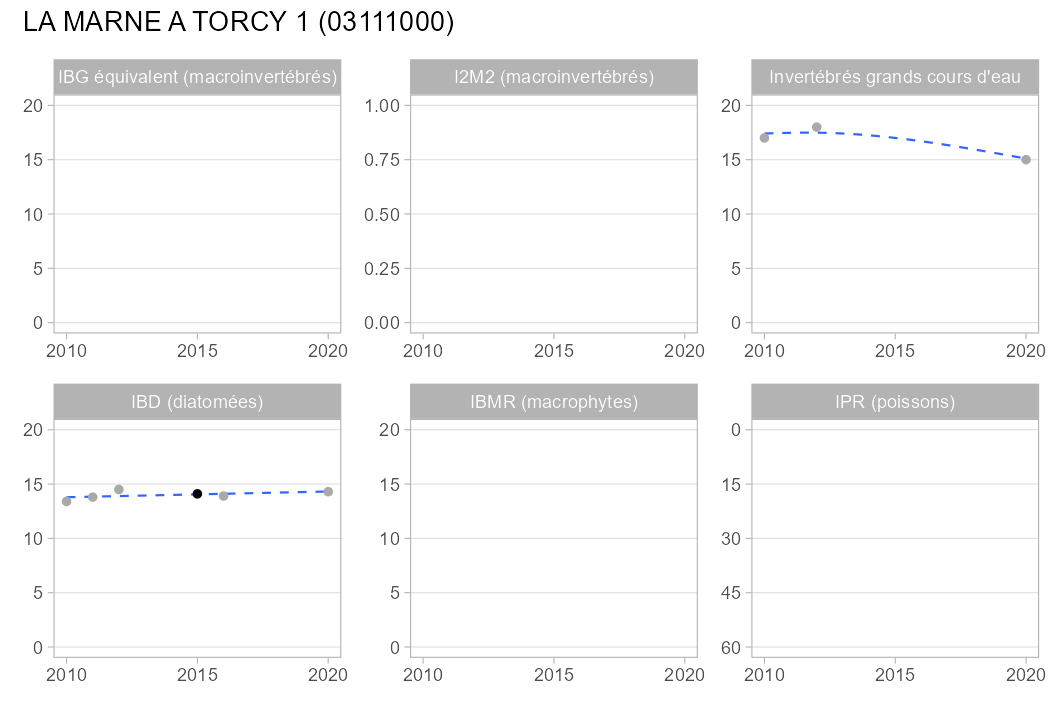 LA MARNE A TORCY 1 (03111000)
IBG équivalent (macroinvertébrés)
I2M2 (macroinvertébrés)
Invertébrés grands cours d'eau
20
15
10
5
0
2010 2015 2020
1.00
0.75
0.50
0.25
0.00
2010 2015 2020
20
15
10
5
0
2010 2015 2020
IBD (diatomées)
IBMR (macrophytes)
IPR (poissons)
20
15
10
5
0
2010 2015 2020
20
15
10
5
0
2010 2015 2020
0
15
30
45
60
2010 2015 2020